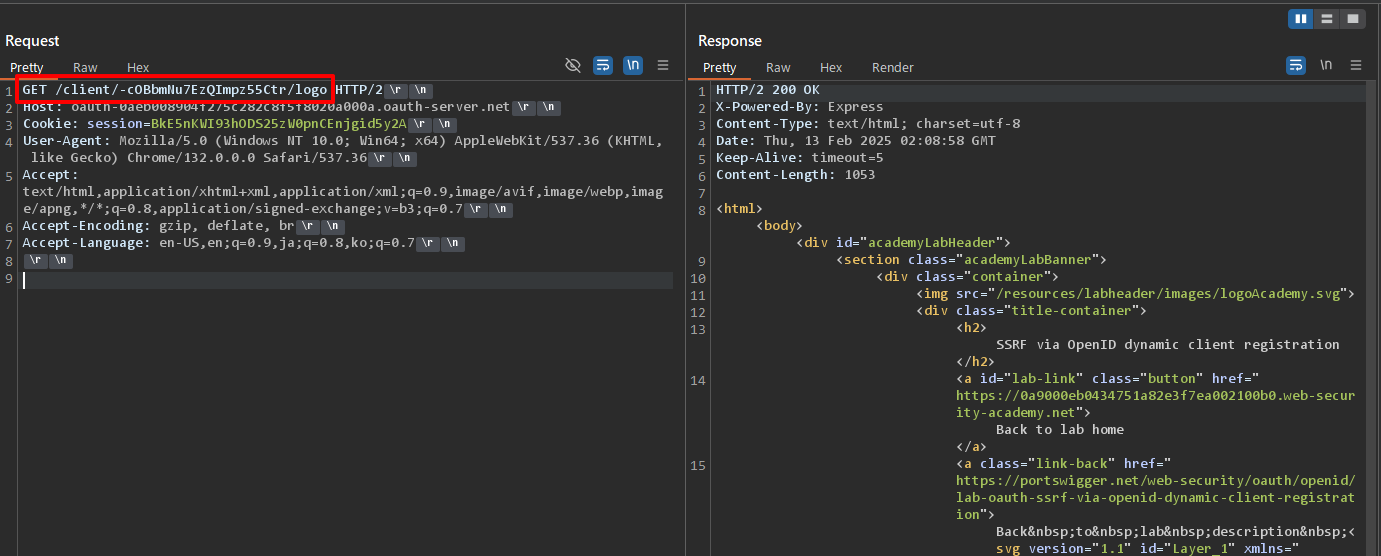 Request
Pretty Raw Hex \n
1 GET /client/-cOBbmNu7EzQImpz55Ctr/logo HTTP/2 \r \n
2 Host: oauth-0aeb008904f275c282c8f5f8020a000a.oauth-server.net \r \n
3 Cookie: session=BkE5nKWI93hODS25zW0pnCEnjgid5y2A \r \n
4 User-Agent: Mozilla/5.0 (Windows NT 10.0; Win64; x64) AppleWebKit/537.36 (KHTML,
like Gecko) Chrome/132.0.0.0 Safari/537.36 \r \n
5 Accept:
text/html,application/xhtml+xml,application/xml;q=0.9,image/avif,image/webp,imag
e/apng,*/*;q=0.8,application/signed-exchange;v=b3;q=0.7 \r \n
6 Accept-Encoding: gzip, deflate, br \r \n
7 Accept-Language: en-US,en;q=0.9,ja;q=0.8,ko;q=0.7 \r \n
8 \r \n
9
Response
Pretty Raw Hex Render \n
1 HTTP/2 200 OK
2 X-Powered-By: Express
3 Content-Type: text/html; charset=utf-8
4 Date: Thu, 13 Feb 2025 02:08:58 GMT
5 Keep-Alive: timeout=5
6 Content-Length: 1053
7
8 <html>
<body>
<div id="academyLabHeader">
9 <section class="academyLabBanner">
10 <div class="container">
11 <img src="/resources/labheader/images/logoAcademy.svg">
12 <div class="title-container">
13 <h2>
SSRF via OpenID dynamic client registration
</h2>
14 <a id="lab-link" class="button" href="
https://0a9000eb0434751a82e3f7ea002100b0.web-secur
ity-academy.net">
Back to lab home
</a>
15 <a class="link-back" href="
https://portswigger.net/web-security/oauth/openid/
lab-oauth-ssrf-via-openid-dynamic-client-registrat
ion">
Back&nbsp;to&nbsp;lab&nbsp;description&nbsp;<
svg version="1.1" id="Layer_1" xmlns="